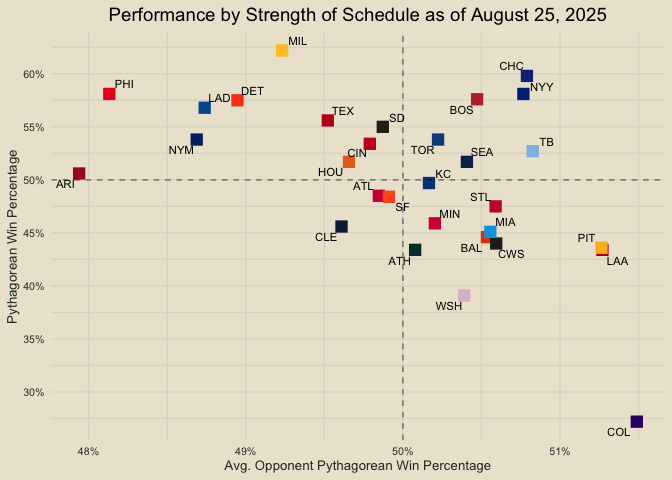 Performance by Strength of Schedule as of August 25, 2025
Pythagorean Win Percentage
60%
55%
50%
45%
40%
35%
30%
MIL
CHC
PHI
NYY
DET
LAD
BOS
TEX
SD
NYM
TOR
SEA
TB
CIN
HOU
ARI
ATL
KC
SF
STL
MIN
MIA
CLE
BAL
CWS
PIT
ATH
LAA
WSH
COL
48%
49%
50%
51%
Avg. Opponent Pythagorean Win Percentage